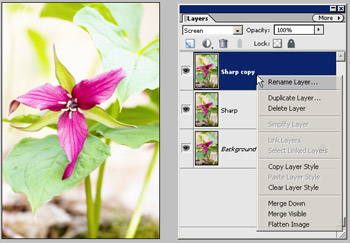 Layers
More
Screen
Opacity: 100%
Lock:
Sharp copy
Sharp
Background
Rename Layer...
Duplicate Layer...
Delete Layer
Simplify Layer
Link Layers
Select Linked Layers
Copy Layer Style
Paste Layer Style
Clear Layer Style
Merge Down
Merge Visible
Flatten Image